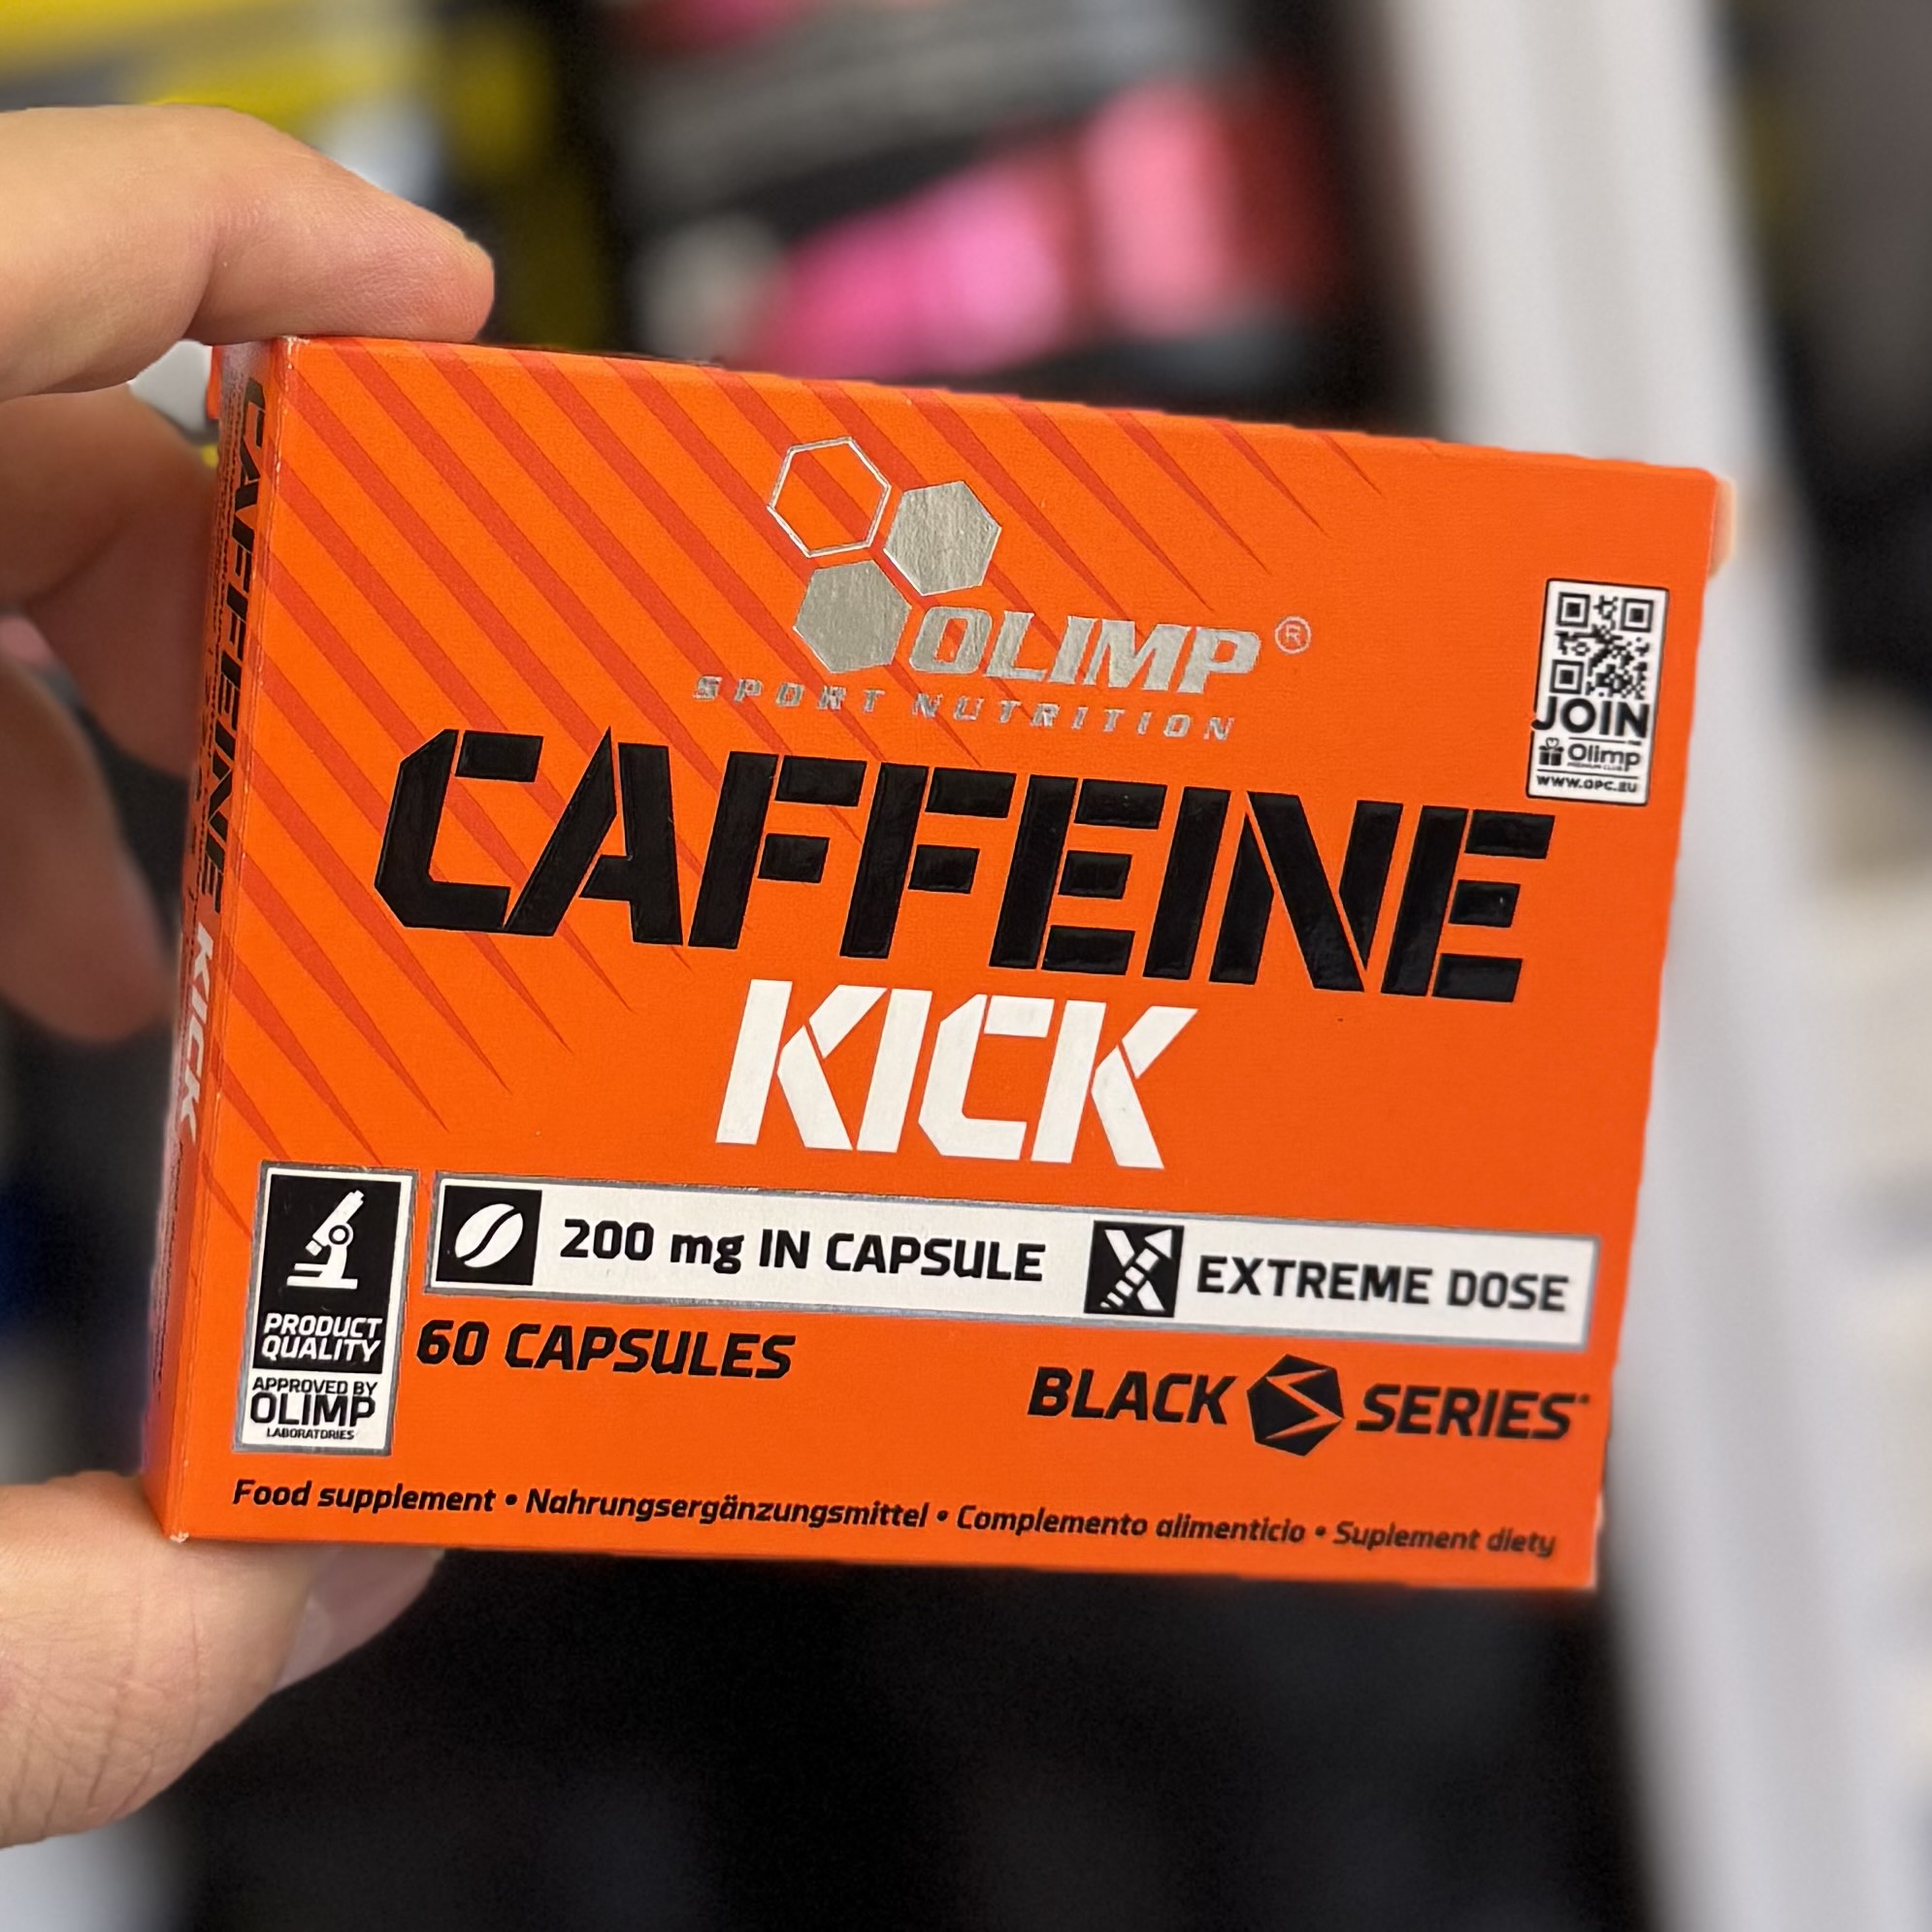 OLIMP®
SPORT NUTRITION
JOIN
Olimp
WWW.OPC.EU
CAFFEINE
KICK
200 mg IN CAPSULE
EXTREME DOSE
PRODUCT
QUALITY
APPROVED BY
OLIMP
LABORATORIES
60 CAPSULES
BLACK SERIES
Food supplement • Nahrungsergänzungsmittel • Complemento alimenticio • Suplement diety
CAFFEINE KICK